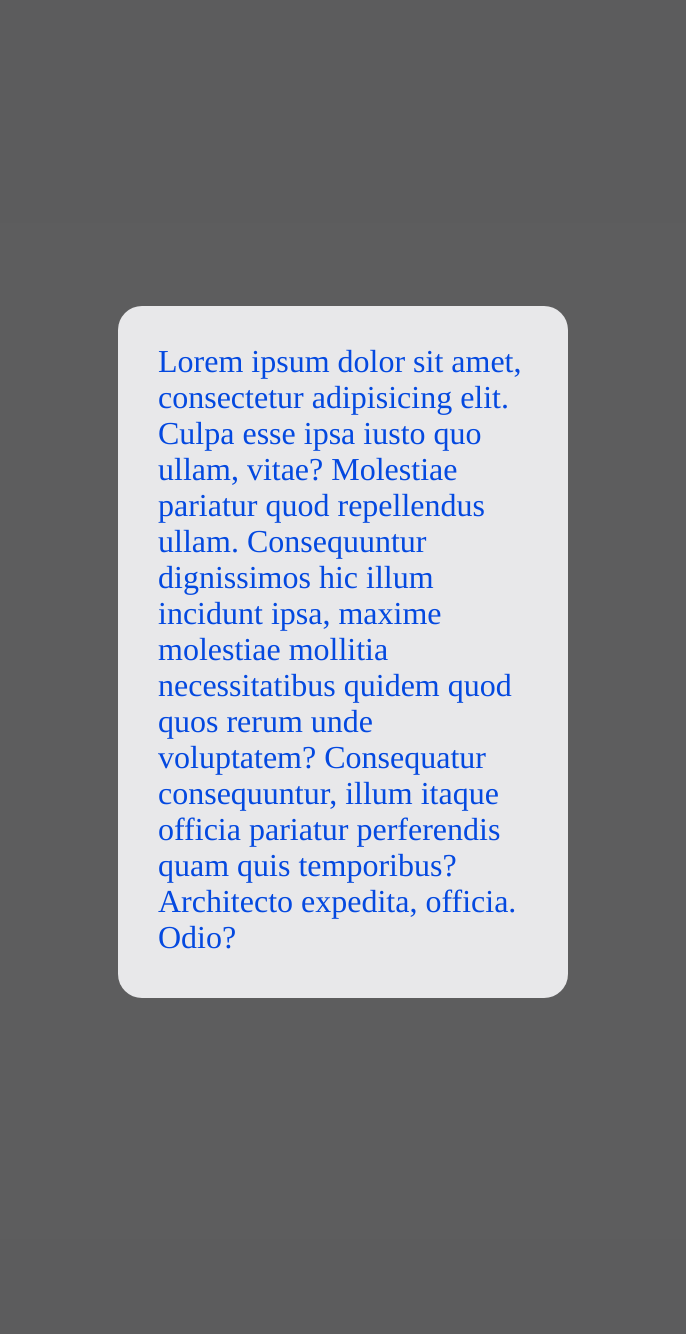 Lorem ipsum dolor sit amet,
consectetur adipisicing elit.
Culpa esse ipsa iusto quo
ullam, vitae? Molestiae
pariatur quod repellendus
ullam. Consequuntur
dignissimos hic illum
incidunt ipsa, maxime
molestiae mollitia
necessitatibus quidem quod
quos rerum unde
voluptatem? Consequatur
consequuntur, illum itaque
officia pariatur perferendis
quam quis temporibus?
Architecto expedita, officia.
Odio?